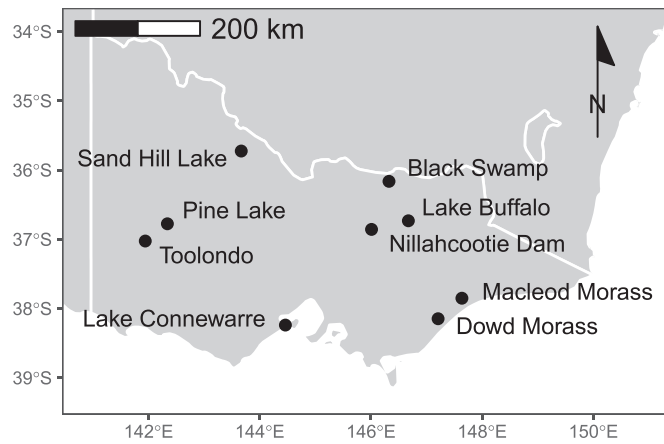 34°S
200 km
35°S
N
36°S
Sand Hill Lake
Black Swamp
Pine Lake
Lake Buffalo
37°S
Toolondo
Nillahcootie Dam
38°S
Lake Connewarre
Macleod Morass
Dowd Morass
39°S
142°E
144°E
146°E
148°E
150°E